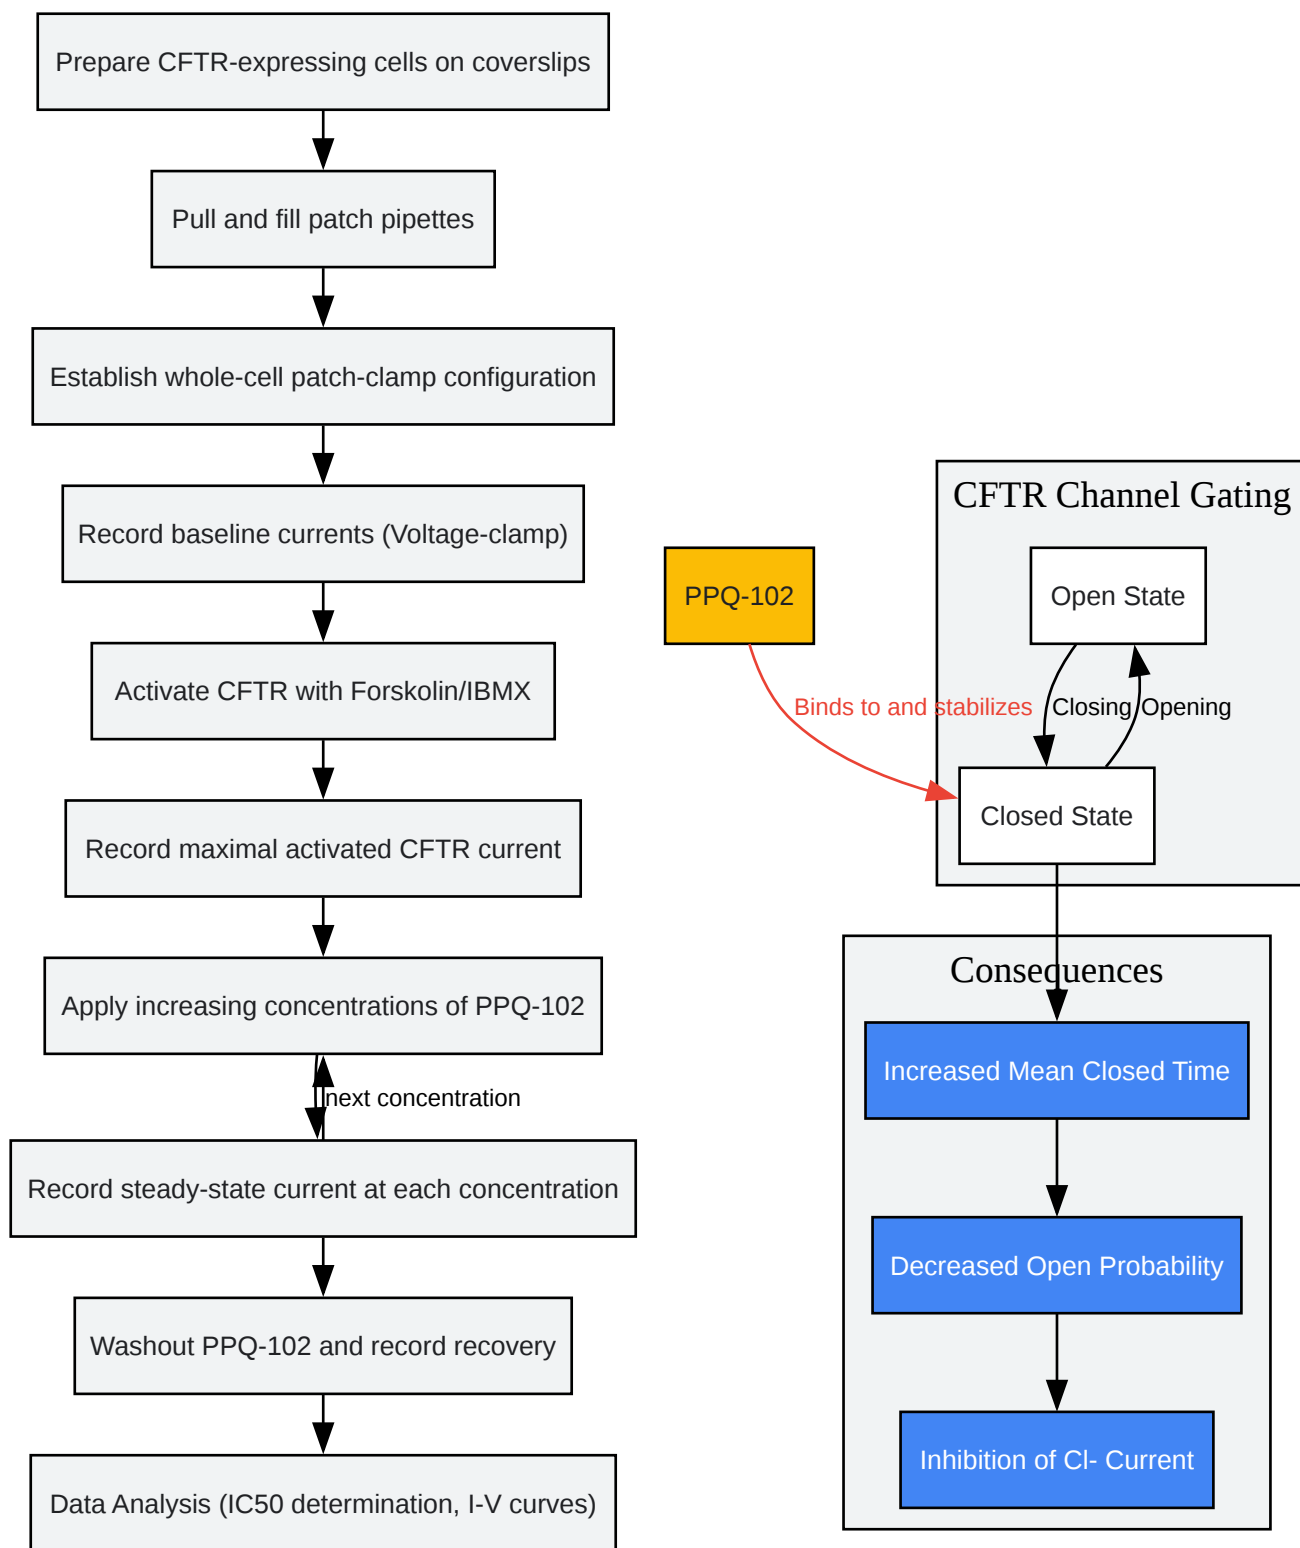 Prepare CFTR-expressing cells on coverslips
Pull and fill patch pipettes
Establish whole-cell patch-clamp configuration
Record baseline currents (Voltage-clamp)
Activate CFTR with Forskolin/IBMX
Record maximal activated CFTR current
Apply increasing concentrations of PPQ-102
next concentration
Record steady-state current at each concentration
Washout PPQ-102 and record recovery
Data Analysis (IC50 determination, I-V curves)
CFTR Channel Gating
PPQ-102
Open State
Binds to and stabilizes
Closing
Opening
Closed State
Consequences
Increased Mean Closed Time
Decreased Open Probability
Inhibition of Cl- Current